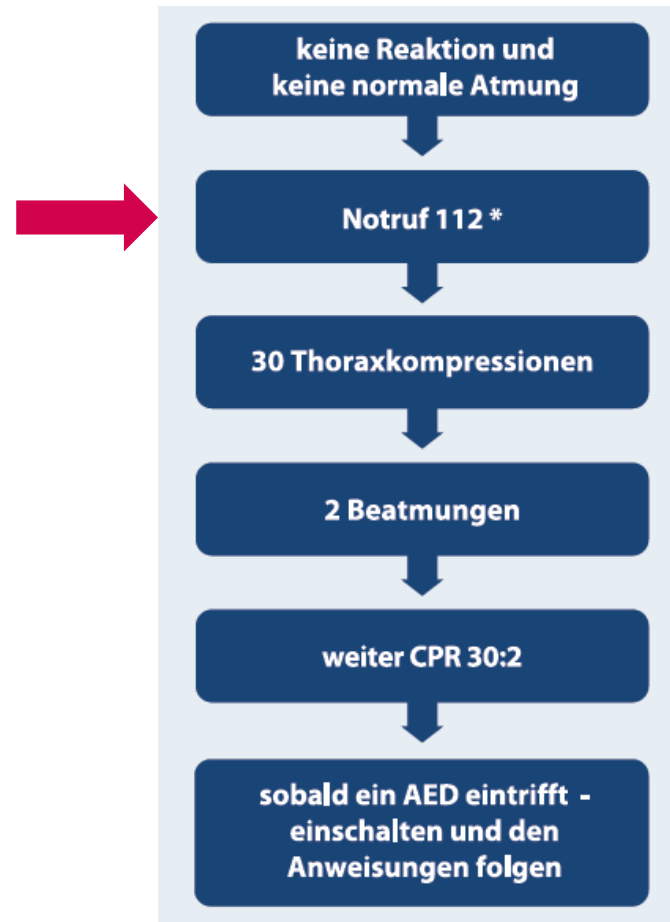 keine Reaktion und
keine normale Atmung
Notruf 112 *
30 Thoraxkompressionen
2 Beatmungen
weiter CPR 30:2
sobald ein AED eintrifft -
einschalten und den
Anweisungen folgen